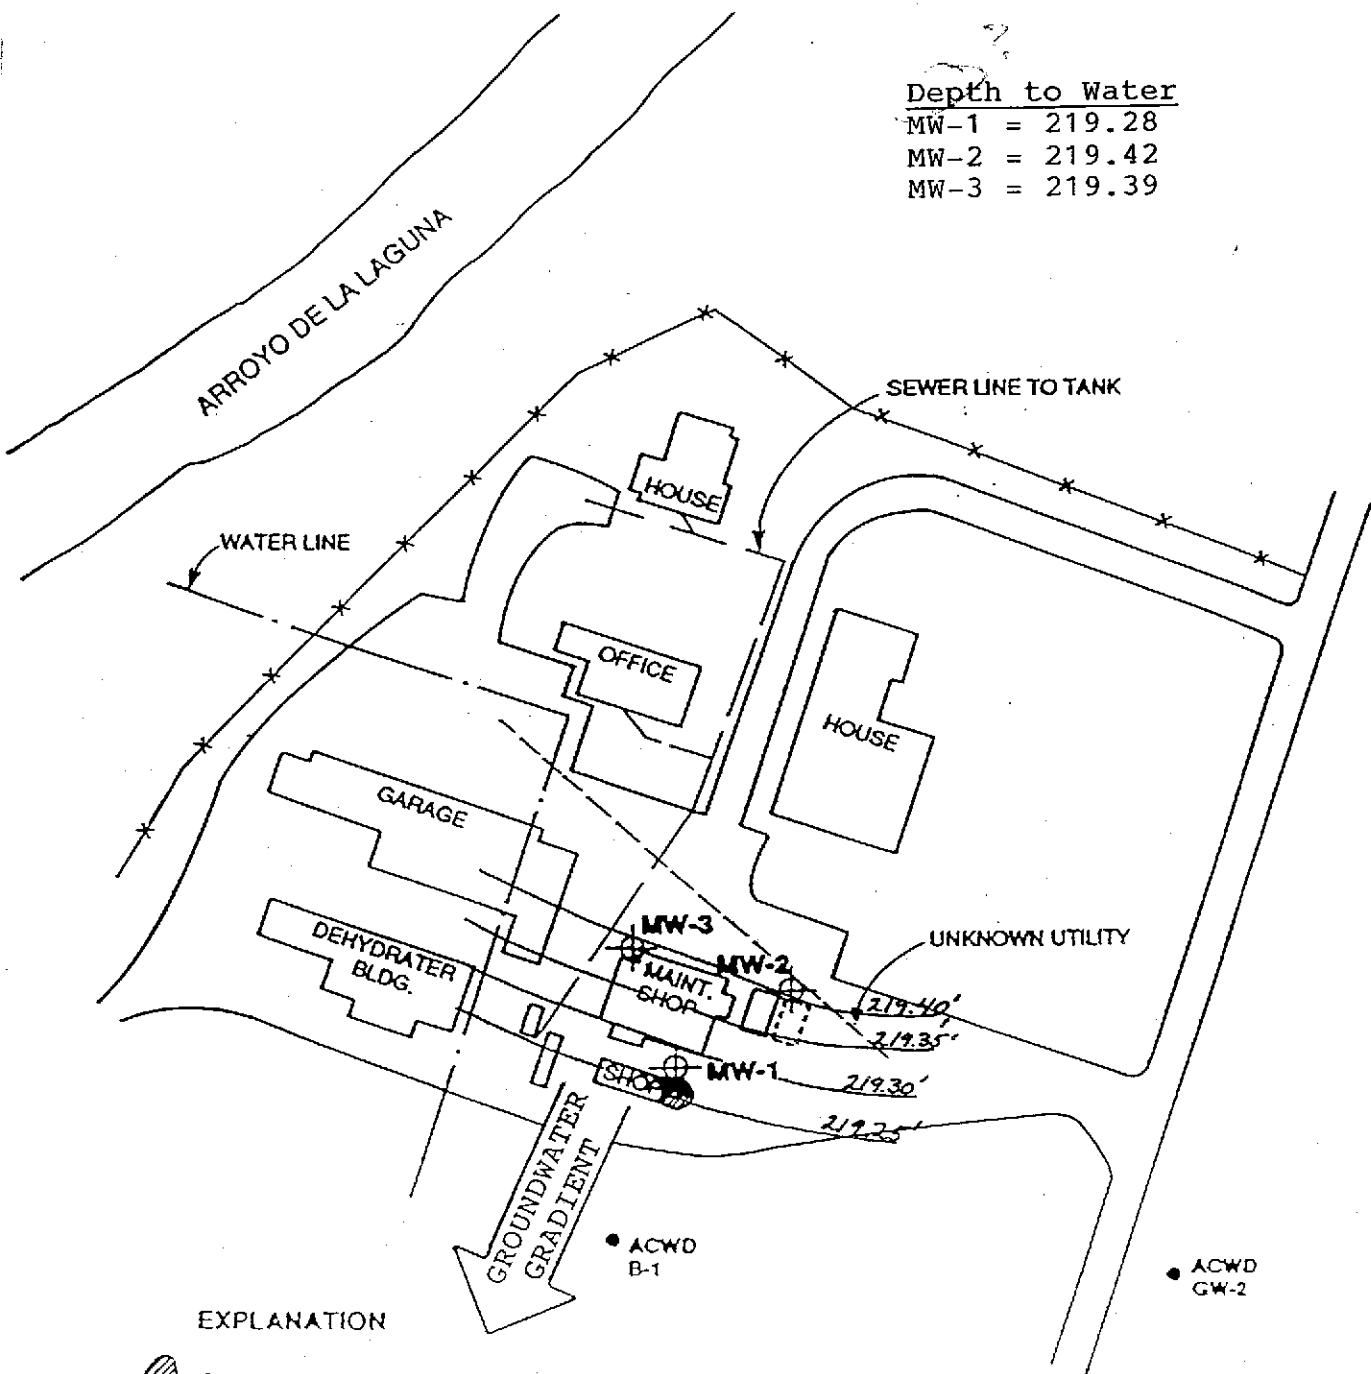 Depth to Water
MW-1 = 219.28
MW-2 = 219.42
MW-3 = 219.39
ARROYO DE LA LAGUNA
SEWER LINE TO TANK
HOUSE
WATER LINE
OFFICE
HOUSE
GARAGE
MW-3
UNKNOWN UTILITY
DEHYDRATER
BLDG.
MW-2
MAINT.
SHOP
219.40'
219.35'
MW-1
219.30'
SHOP
219.25'
GROUNDWATER
GRADIENT
ACWD
B-1
ACWD
GW-2
EXPLANATION